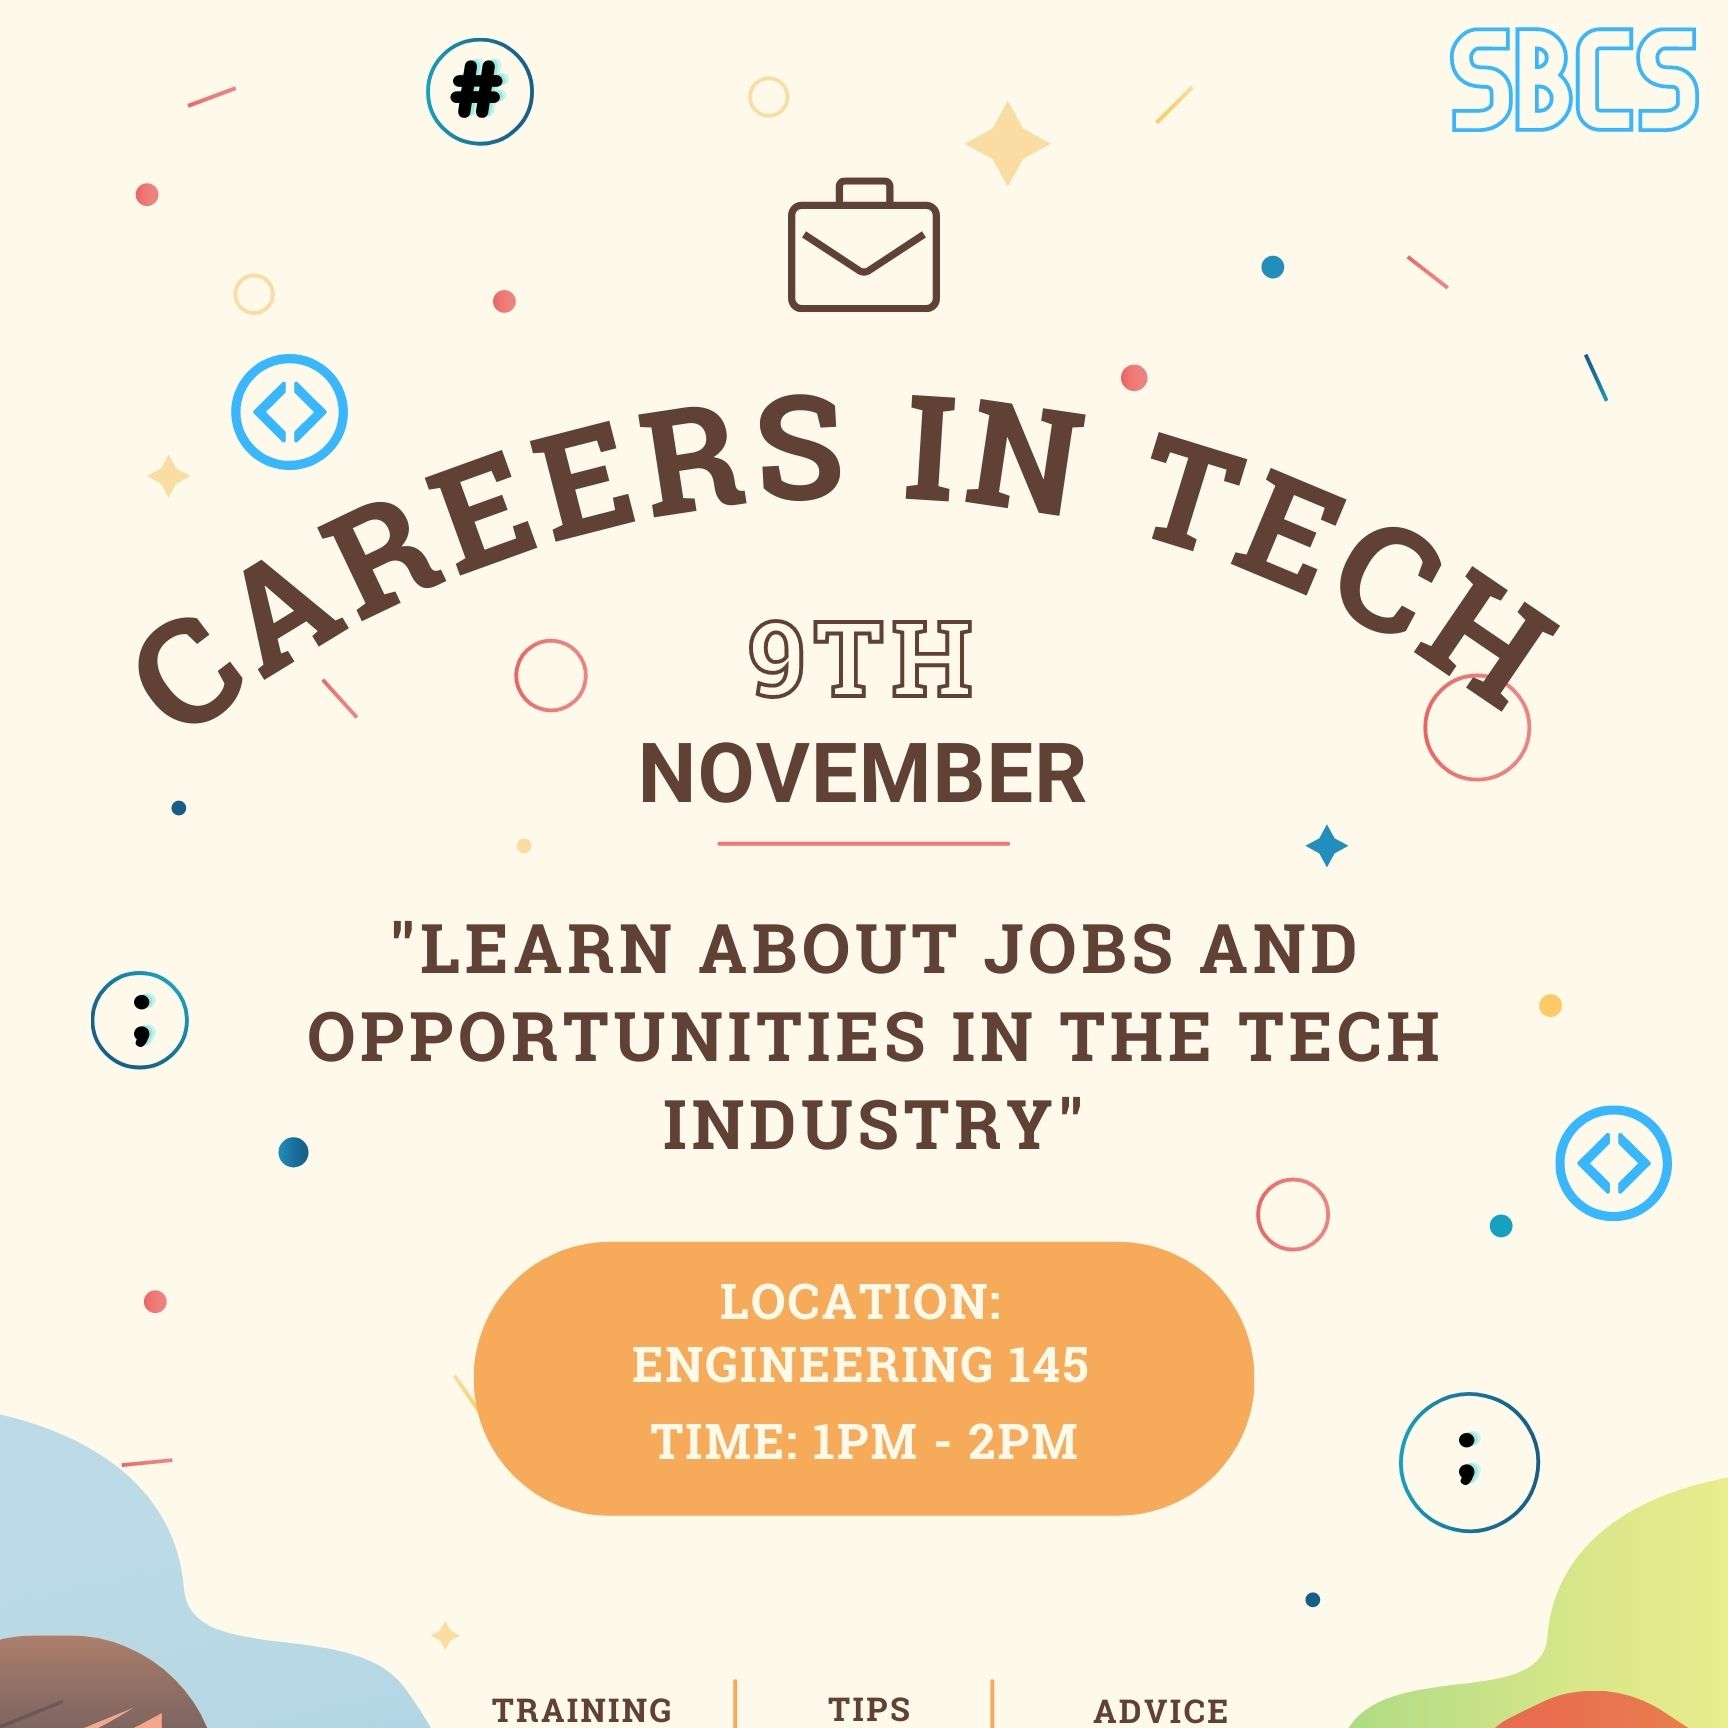 SBCS
#
CAREERS IN TECH
9TH
NOVEMBER
"LEARN ABOUT JOBS AND
OPPORTUNITIES IN THE TECH
INDUSTRY"
;
LOCATION:
ENGINEERING 145
TIME: 1PM - 2PM
;
TRAINING
TIPS
ADVICE